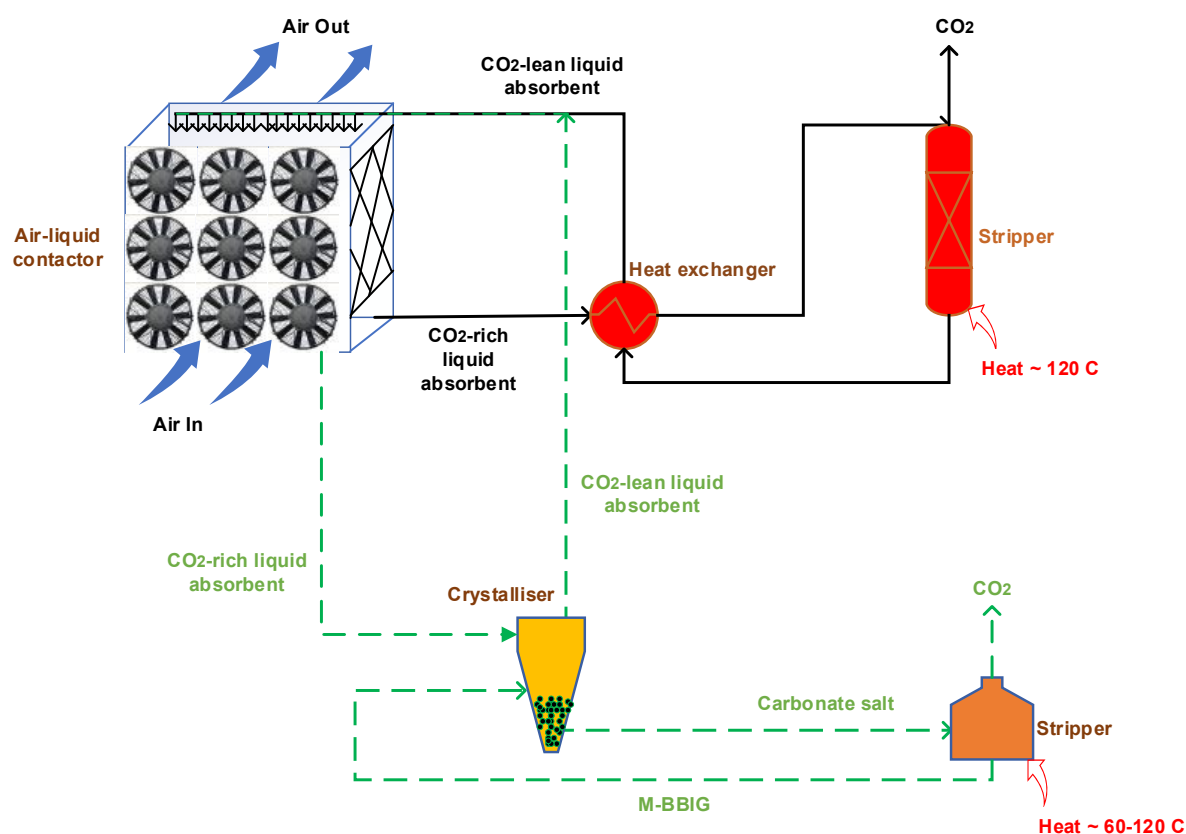 Air Out
CO2
CO2-lean liquid
absorbent
Air-liquid
contactor
Stripper
Heat exchanger
CO2-rich
liquid
absorbent
Heat ~ 120 C
Air In
CO2-lean liquid
absorbent
CO2-rich liquid
absorbent
Crystalliser
CO2
Carbonate salt
Stripper
M-BBIG
Heat ~ 60-120 C